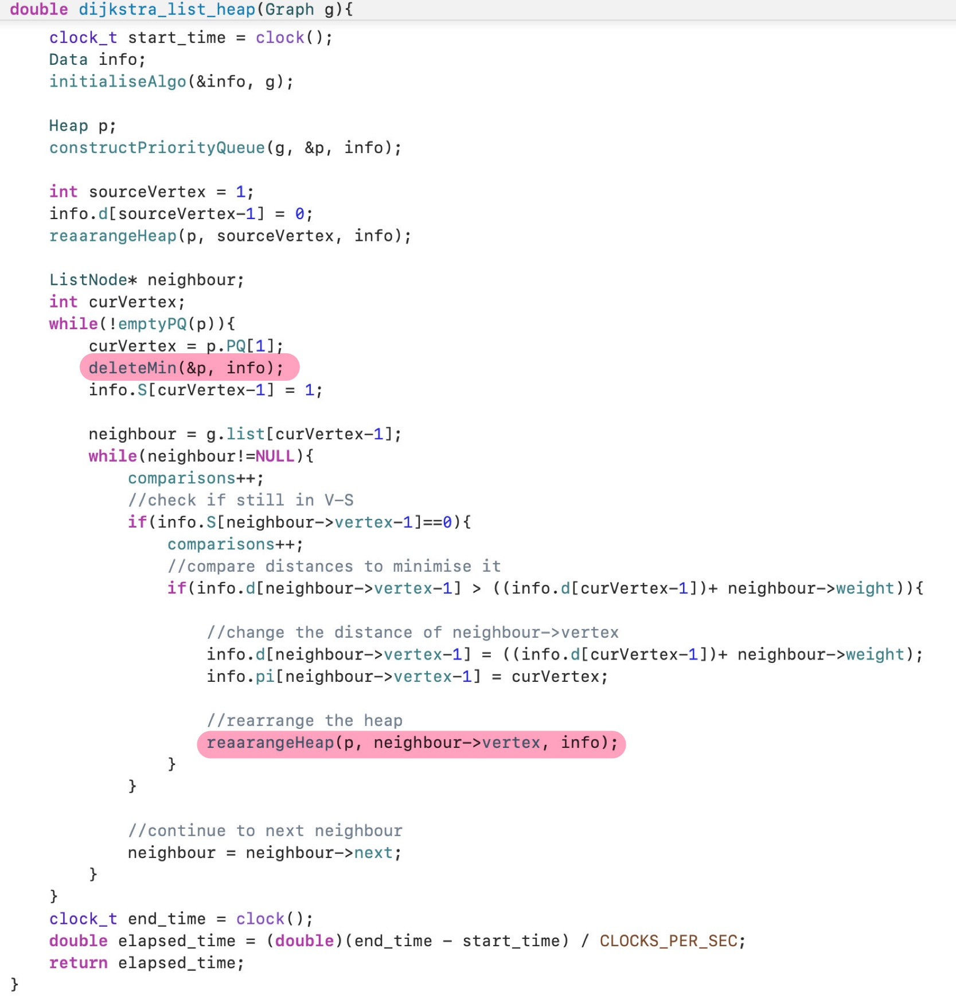 double dijkstra_list_heap(Graph g){
clock_t start_time = clock();
Data info;
initialiseAlgo(&info, g);
Heap p;
constructPriorityQueue(g, &p, info);
int sourceVertex = 1;
info.d[sourceVertex-1] = 0;
reaarangeHeap(p, sourceVertex, info);
ListNode* neighbour;
int curVertex;
while(!emptyPQ(p)){
curVertex = p.PQ[1];
deleteMin(&p, info);
info.S[curVertex-1] = 1;
neighbour = g.list[curVertex-1];
while(neighbour!=NULL){
comparisons++;
//check if still in V-S
if(info.S[neighbour->vertex-1]==0){
comparisons++;
//compare distances to minimise it
if(info.d[neighbour->vertex-1] > ((info.d[curVertex-1])+ neighbour->weight)){
//change the distance of neighbour->vertex
info.d[neighbour->vertex-1] = ((info.d[curVertex-1])+ neighbour->weight);
info.pi[neighbour->vertex-1] = curVertex;
//rearrange the heap
reaarangeHeap(p, neighbour->vertex, info);
}
}
//continue to next neighbour
neighbour = neighbour->next;
}
}
clock_t end_time = clock();
double elapsed_time = (double)(end_time - start_time) / CLOCKS_PER_SEC;
return elapsed_time;
}